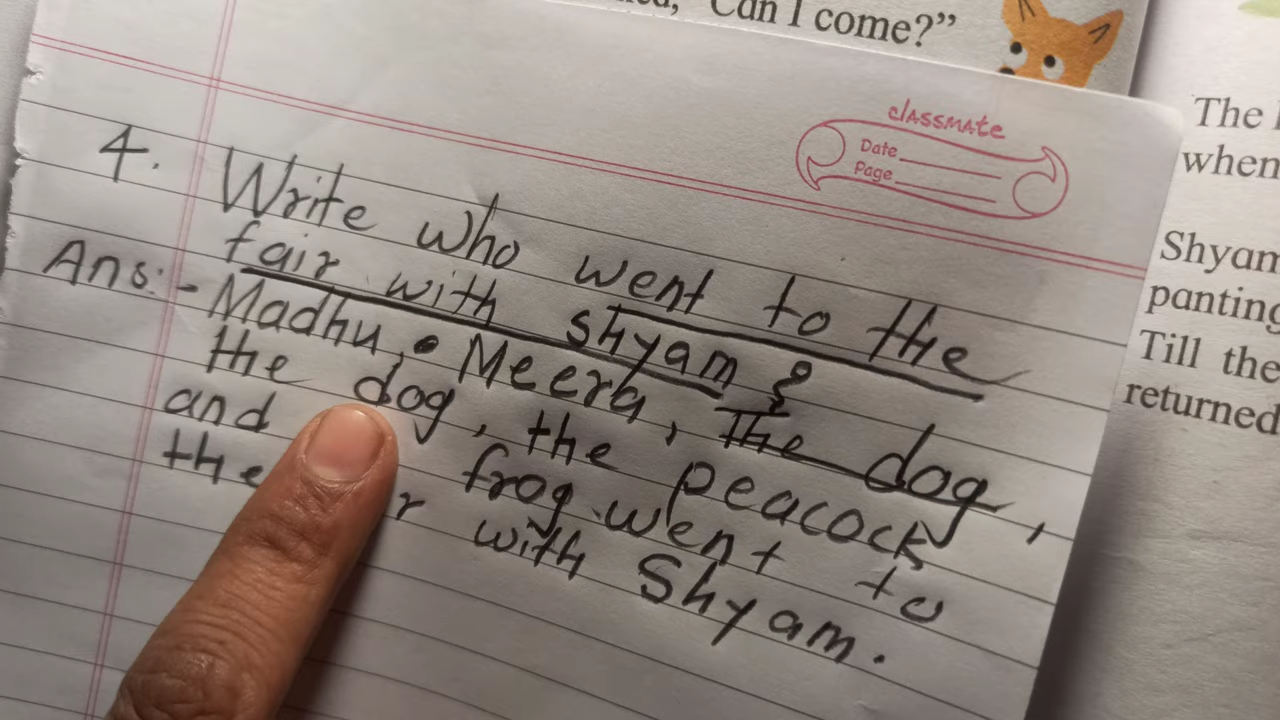 "Can I come?"
classmate
Date
Page
4. Write who went to the
fair with shyam ?
Ans:- Madhu, Meera, The dog,
the dog, the peacock
and frog went to
the with Shyam.
The
when
Shyam
panting
Till the
returned